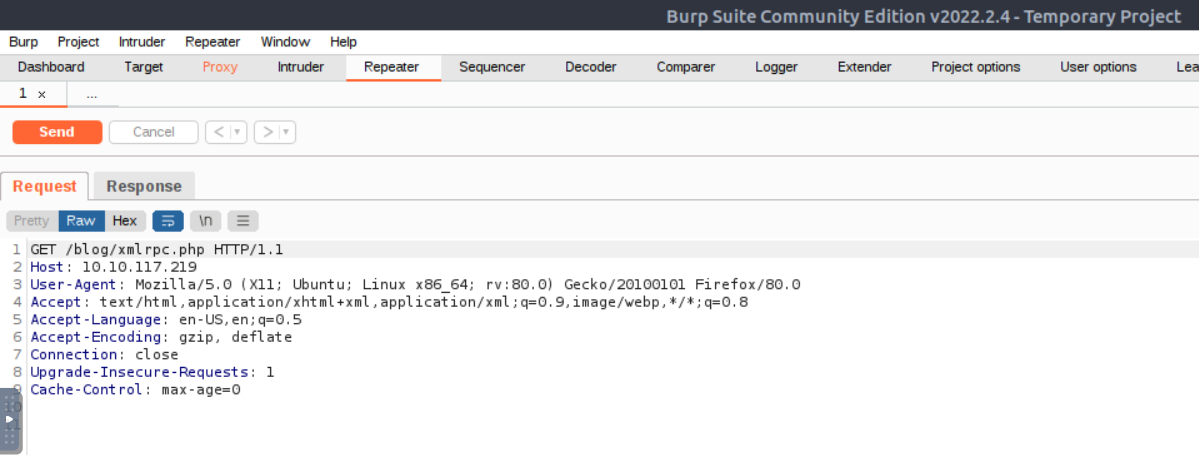 Burp Suite Community Edition v2022.2.4 - Temporary Project
Burp Project Intruder Repeater Window Help
Dashboard Target Proxy Intruder Repeater Sequencer Decoder Comparer Logger Extender Project options User options Lea
1 × ...
Send Cancel < | ▼ > | ▼
Request Response
Pretty Raw Hex \n
1 GET /blog/xmlrpc.php HTTP/1.1
2 Host: 10.10.117.219
3 User-Agent: Mozilla/5.0 (X11; Ubuntu; Linux x86_64; rv:80.0) Gecko/20100101 Firefox/80.0
4 Accept: text/html,application/xhtml+xml,application/xml;q=0.9,image/webp,*/*;q=0.8
5 Accept-Language: en-US,en;q=0.5
6 Accept-Encoding: gzip, deflate
7 Connection: close
8 Upgrade-Insecure-Requests: 1
9 Cache-Control: max-age=0